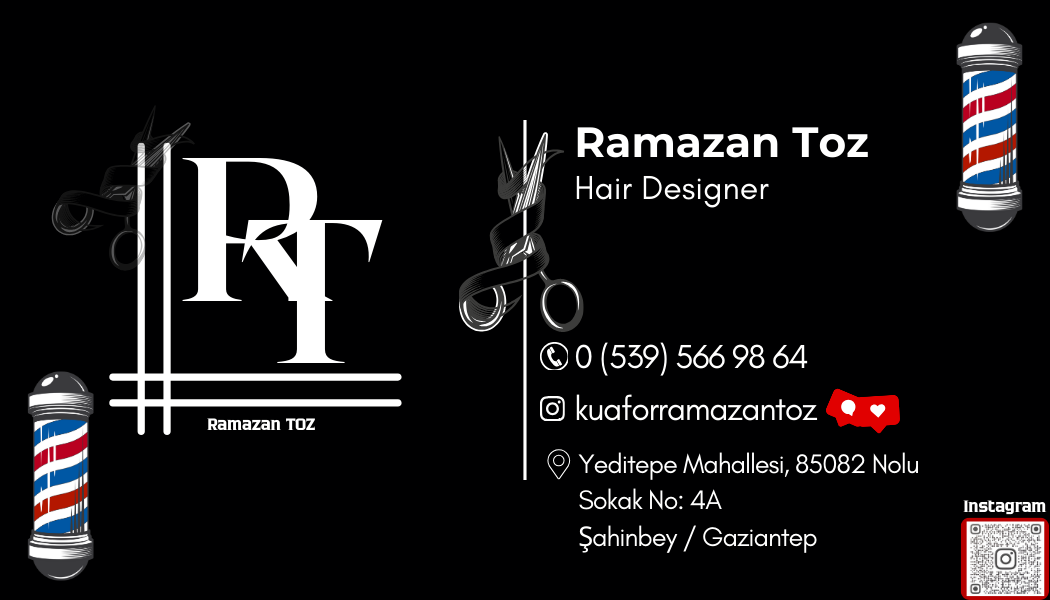 RT
Ramazan TOZ
Ramazan Toz
Hair Designer
0 (539) 566 98 64
kuaforramazantoz
Yeditepe Mahallesi, 85082 Nolu
Sokak No: 4A
Şahinbey / Gaziantep
Instagram